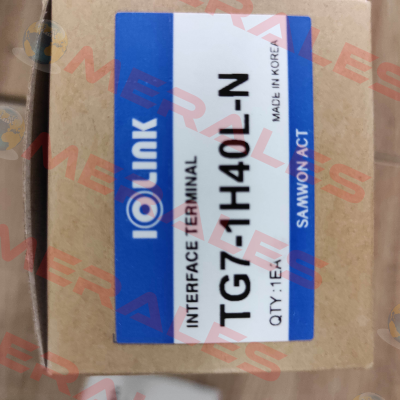 IOLINK
INTERFACE TERMINAL
TG7-1H40L-N
QTY : 1EA
MADE IN KOREA
SAMWON ACT
MERALES
MERALES
MERALES